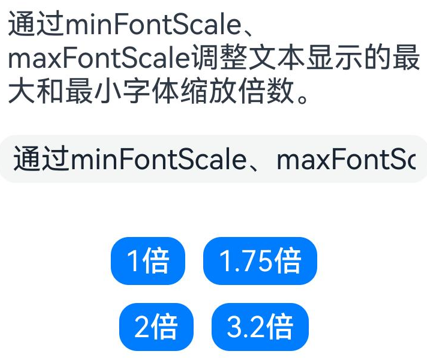 通过minFontScale、
maxFontScale调整文本显示的最
大和最小字体缩放倍数。
通过minFontScale、maxFontSc
1倍 1.75倍
2倍 3.2倍